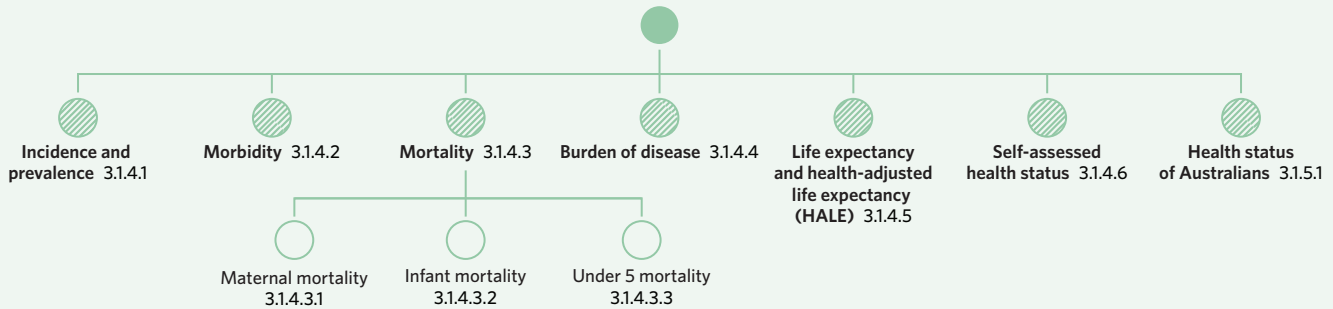 Incidence and
prevalence 3.1.4.1
Morbidity 3.1.4.2
Mortality 3.1.4.3
Burden of disease 3.1.4.4
Life expectancy
and health-adjusted
life expectancy
(HALE) 3.1.4.5
Self-assessed
health status 3.1.4.6
Health status
of Australians 3.1.5.1
Maternal mortality
3.1.4.3.1
Infant mortality
3.1.4.3.2
Under 5 mortality
3.1.4.3.3